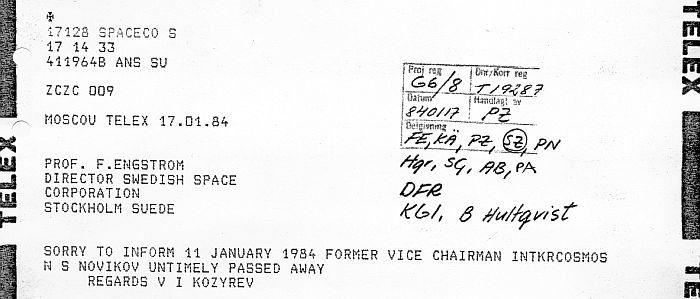 17128 SPACECO S
17 14 33
411964B ANS SU
ZCZC 009
MOSCOU TELEX 17.01.84
PROF. F.ENGSTROM
DIRECTOR SWEDISH SPACE
CORPORATION
STOCKHOLM SUEDE
Proj reg Dnr/Korr reg
G6/8 T19287
Datum Handlagt av
840117 PZ
Delgivning
FE, KÄ, PZ, SZ, PN
Hgr, SG, AB, PA
DFR
KGI, B Hultqvist
SORRY TO INFORM 11 JANUARY 1984 FORMER VICE CHAIRMAN INTKRCOSMOS
N S NOVIKOV UNTIMELY PASSED AWAY
REGARDS V I KOZYREV
TELEX
TELEX
TELEX